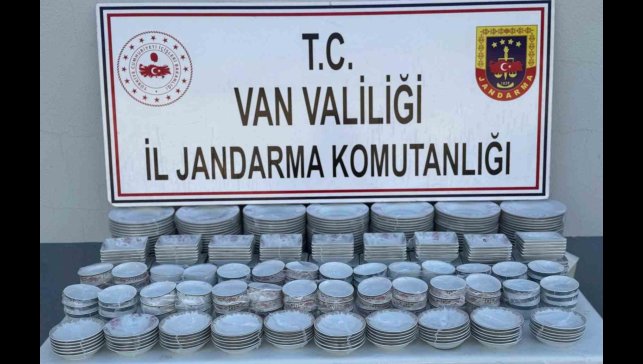 T.C.
VAN VALİLİĞİ
İL JANDARMA KOMUTANLIĞI
JANDARMA